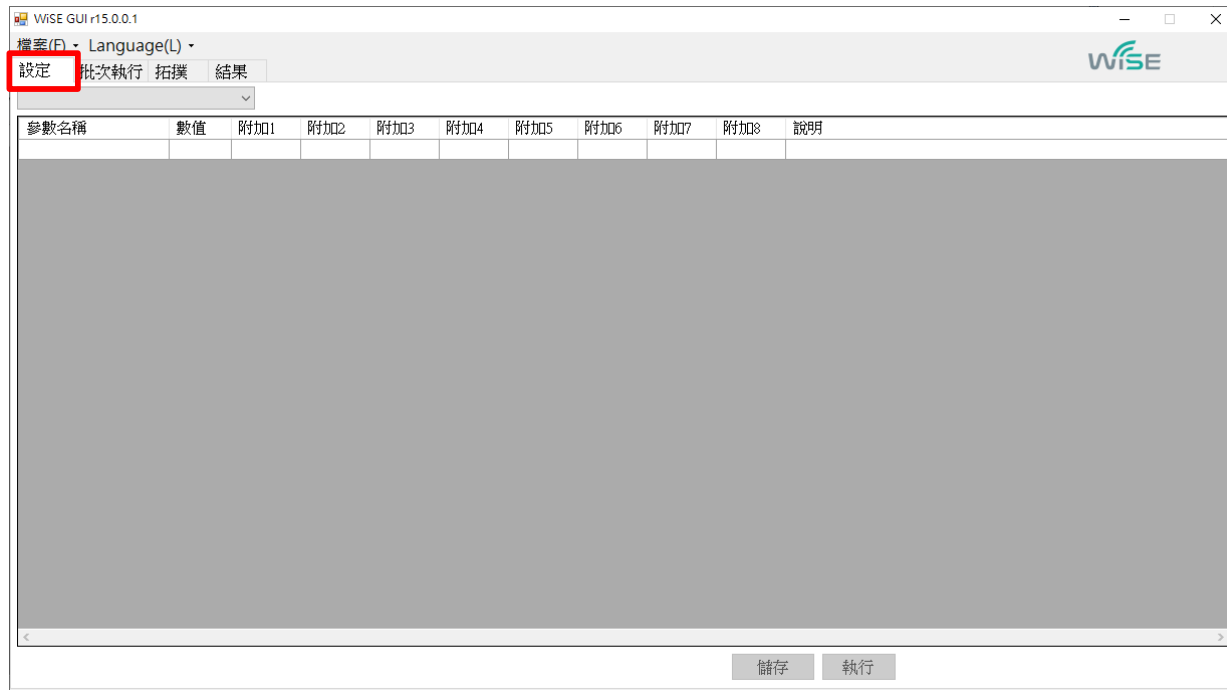 WiSE GUI r15.0.0.1
檔案(F) Language(L)
WiSE
設定 批次執行 拓撲 結果
參數名稱 數值 附加1 附加2 附加3 附加4 附加5 附加6 附加7 附加8 說明
儲存 執行